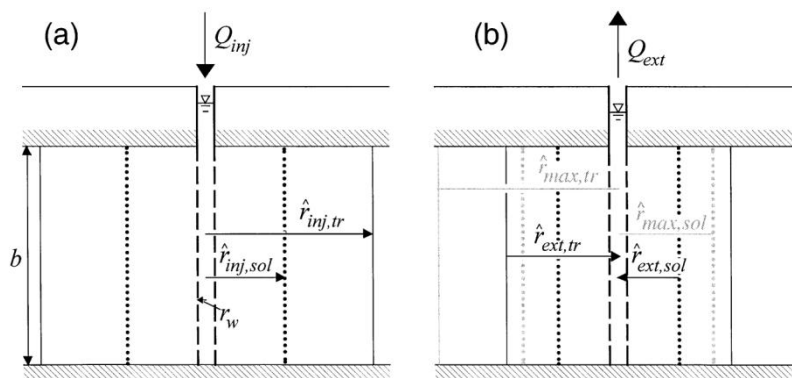 (a)
Q_inj
b
r̂_inj,tr
r̂_inj,sol
r_w
(b)
Q_ext
r̂_max,tr
r̂_max,sol
r̂_ext,tr
r̂_ext,sol